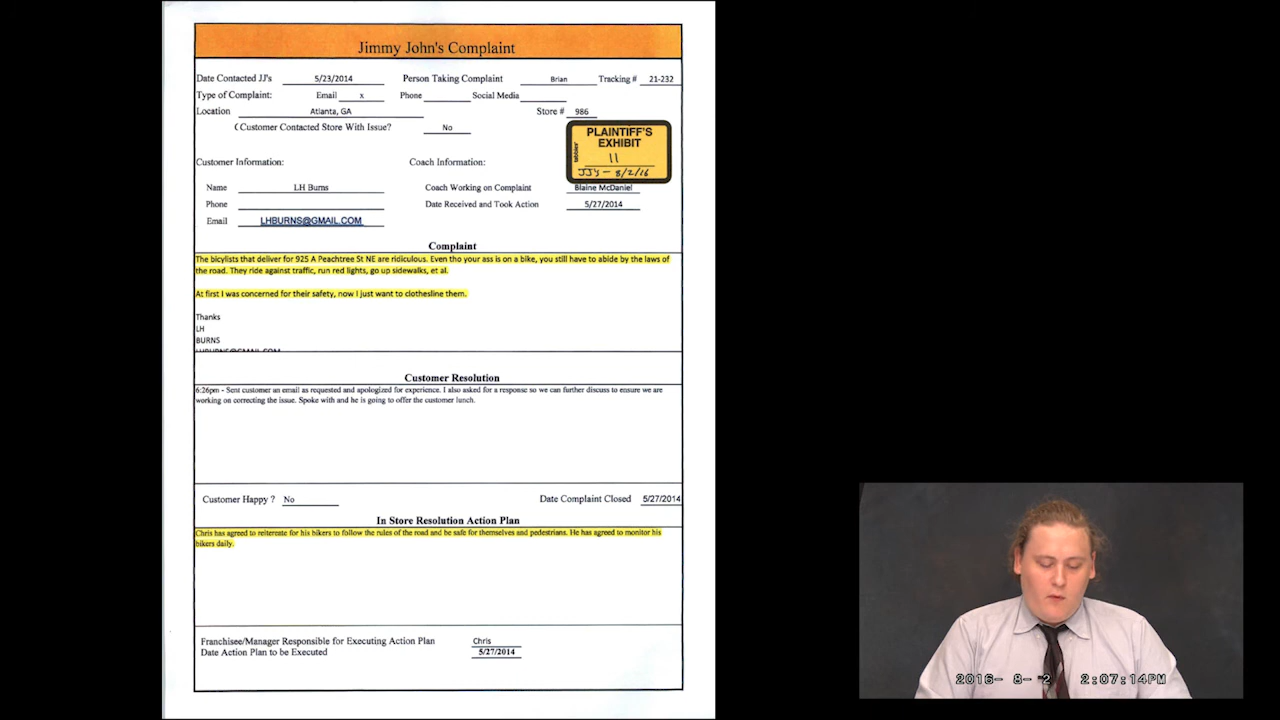 Jimmy John's Complaint
Date Contacted JJ's 5/23/2014 Person Taking Complaint Brian Tracking # 21-232
Type of Complaint: Email x Phone Social Media
Location Atlanta, GA Store # 986
(Customer Contacted Store With Issue? No
PLAINTIFF'S
EXHIBIT
11
JJ's - 8/2/16
Customer Information: Coach Information:
Name LH Burns Coach Working on Complaint Blaine McDaniel
Phone Date Received and Took Action 5/27/2014
Email LHBURNS@GMAIL.COM
Complaint
The bicylists that deliver for 925 A Peachtree St NE are ridiculous. Even tho your ass is on a bike, you still have to abide by the laws of
the road. They ride against traffic, run red lights, go up sidewalks, et al.
At first I was concerned for their safety, now I just want to clothesline them.
Thanks
LH
BURNS
LHBURNS@GMAIL.COM
Customer Resolution
6:26pm - Sent customer an email as requested and apologized for experience. I also asked for a response so we can further discuss to ensure we are
working on correcting the issue. Spoke with and he is going to offer the customer lunch.
Customer Happy ? No Date Complaint Closed 5/27/2014
In Store Resolution Action Plan
Chris has agreed to reitereate for his bikers to follow the rules of the road and be safe for themselves and pedestrians. He has agreed to monitor his
bikers daily.
Franchisee/Manager Responsible for Executing Action Plan Chris
Date Action Plan to be Executed 5/27/2014
2016- 8- 2 2:07:14PM